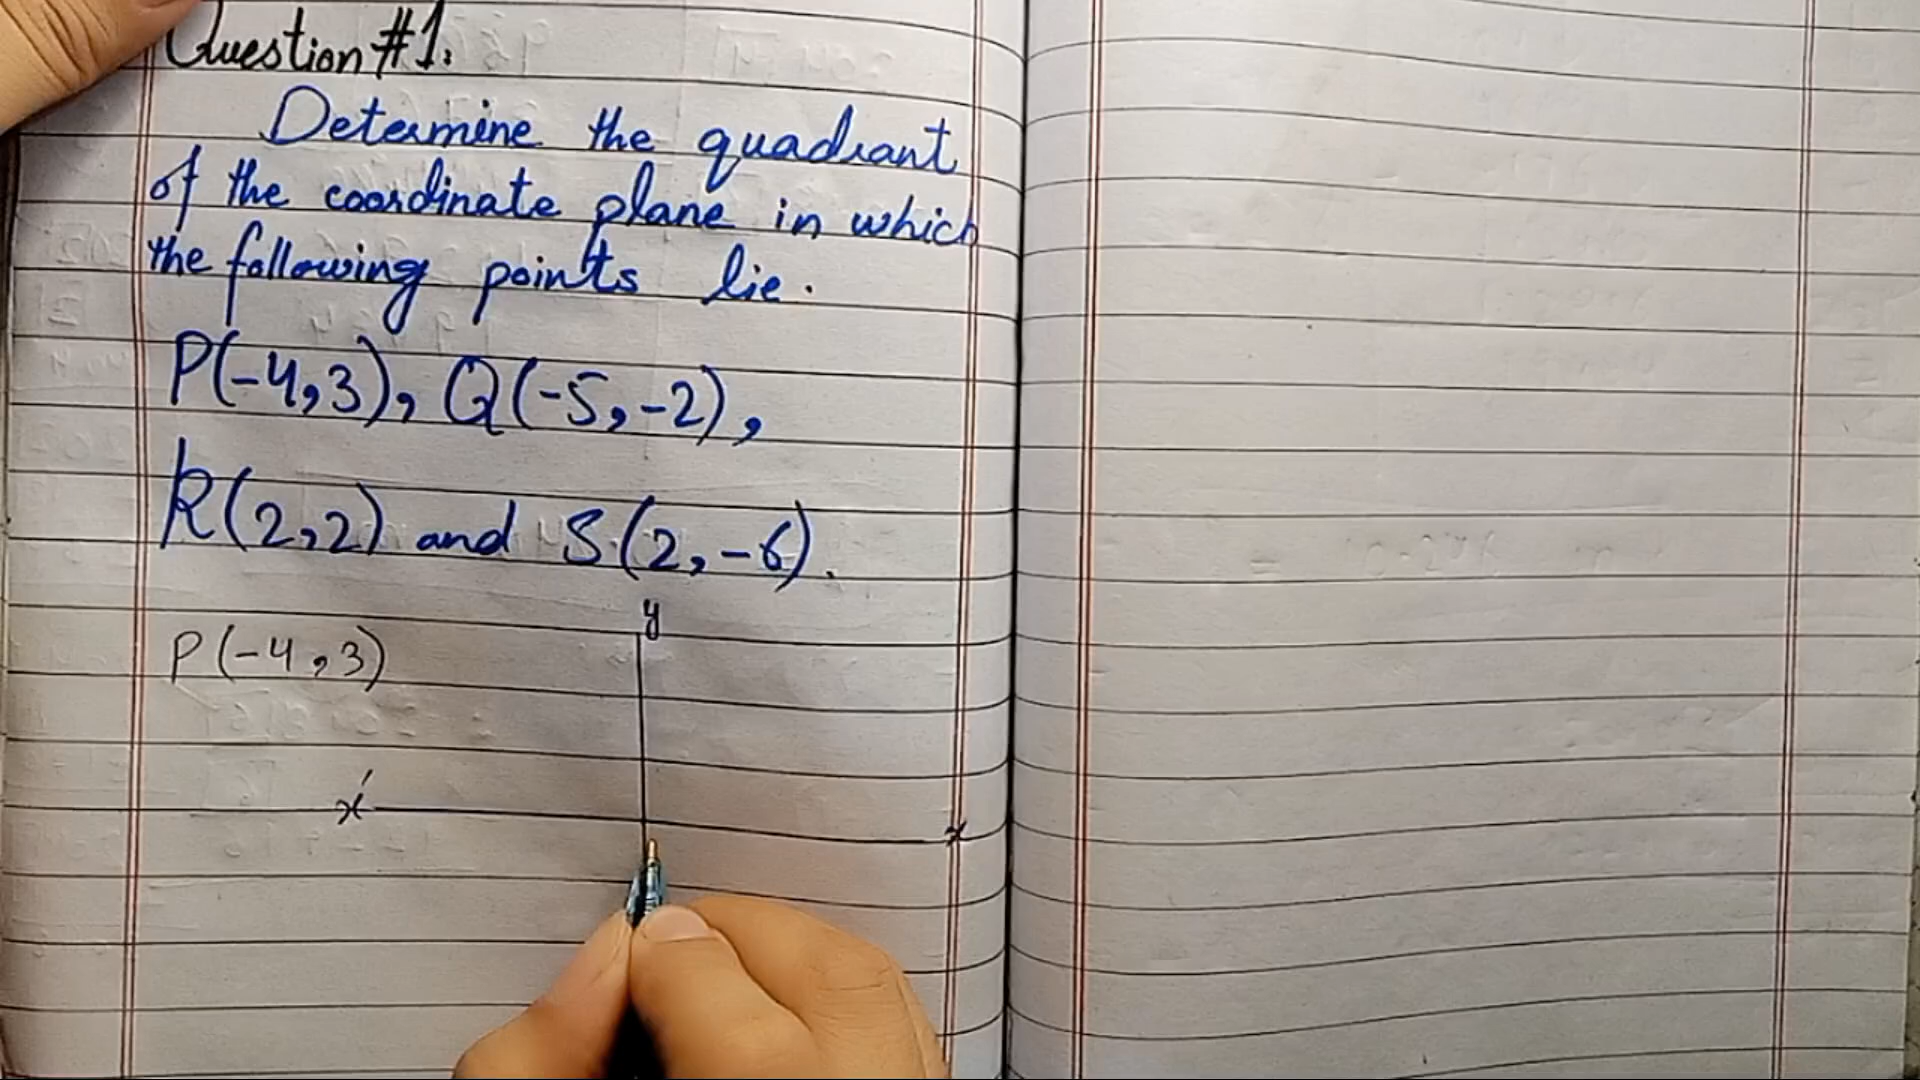 Question #1.
Determine the quadrant
of the coordinate plane in which
the following points lie.
P(-4,3), Q(-5,-2),
R(2,2) and S(2,-6).
y
P(-4,3)
x'
x